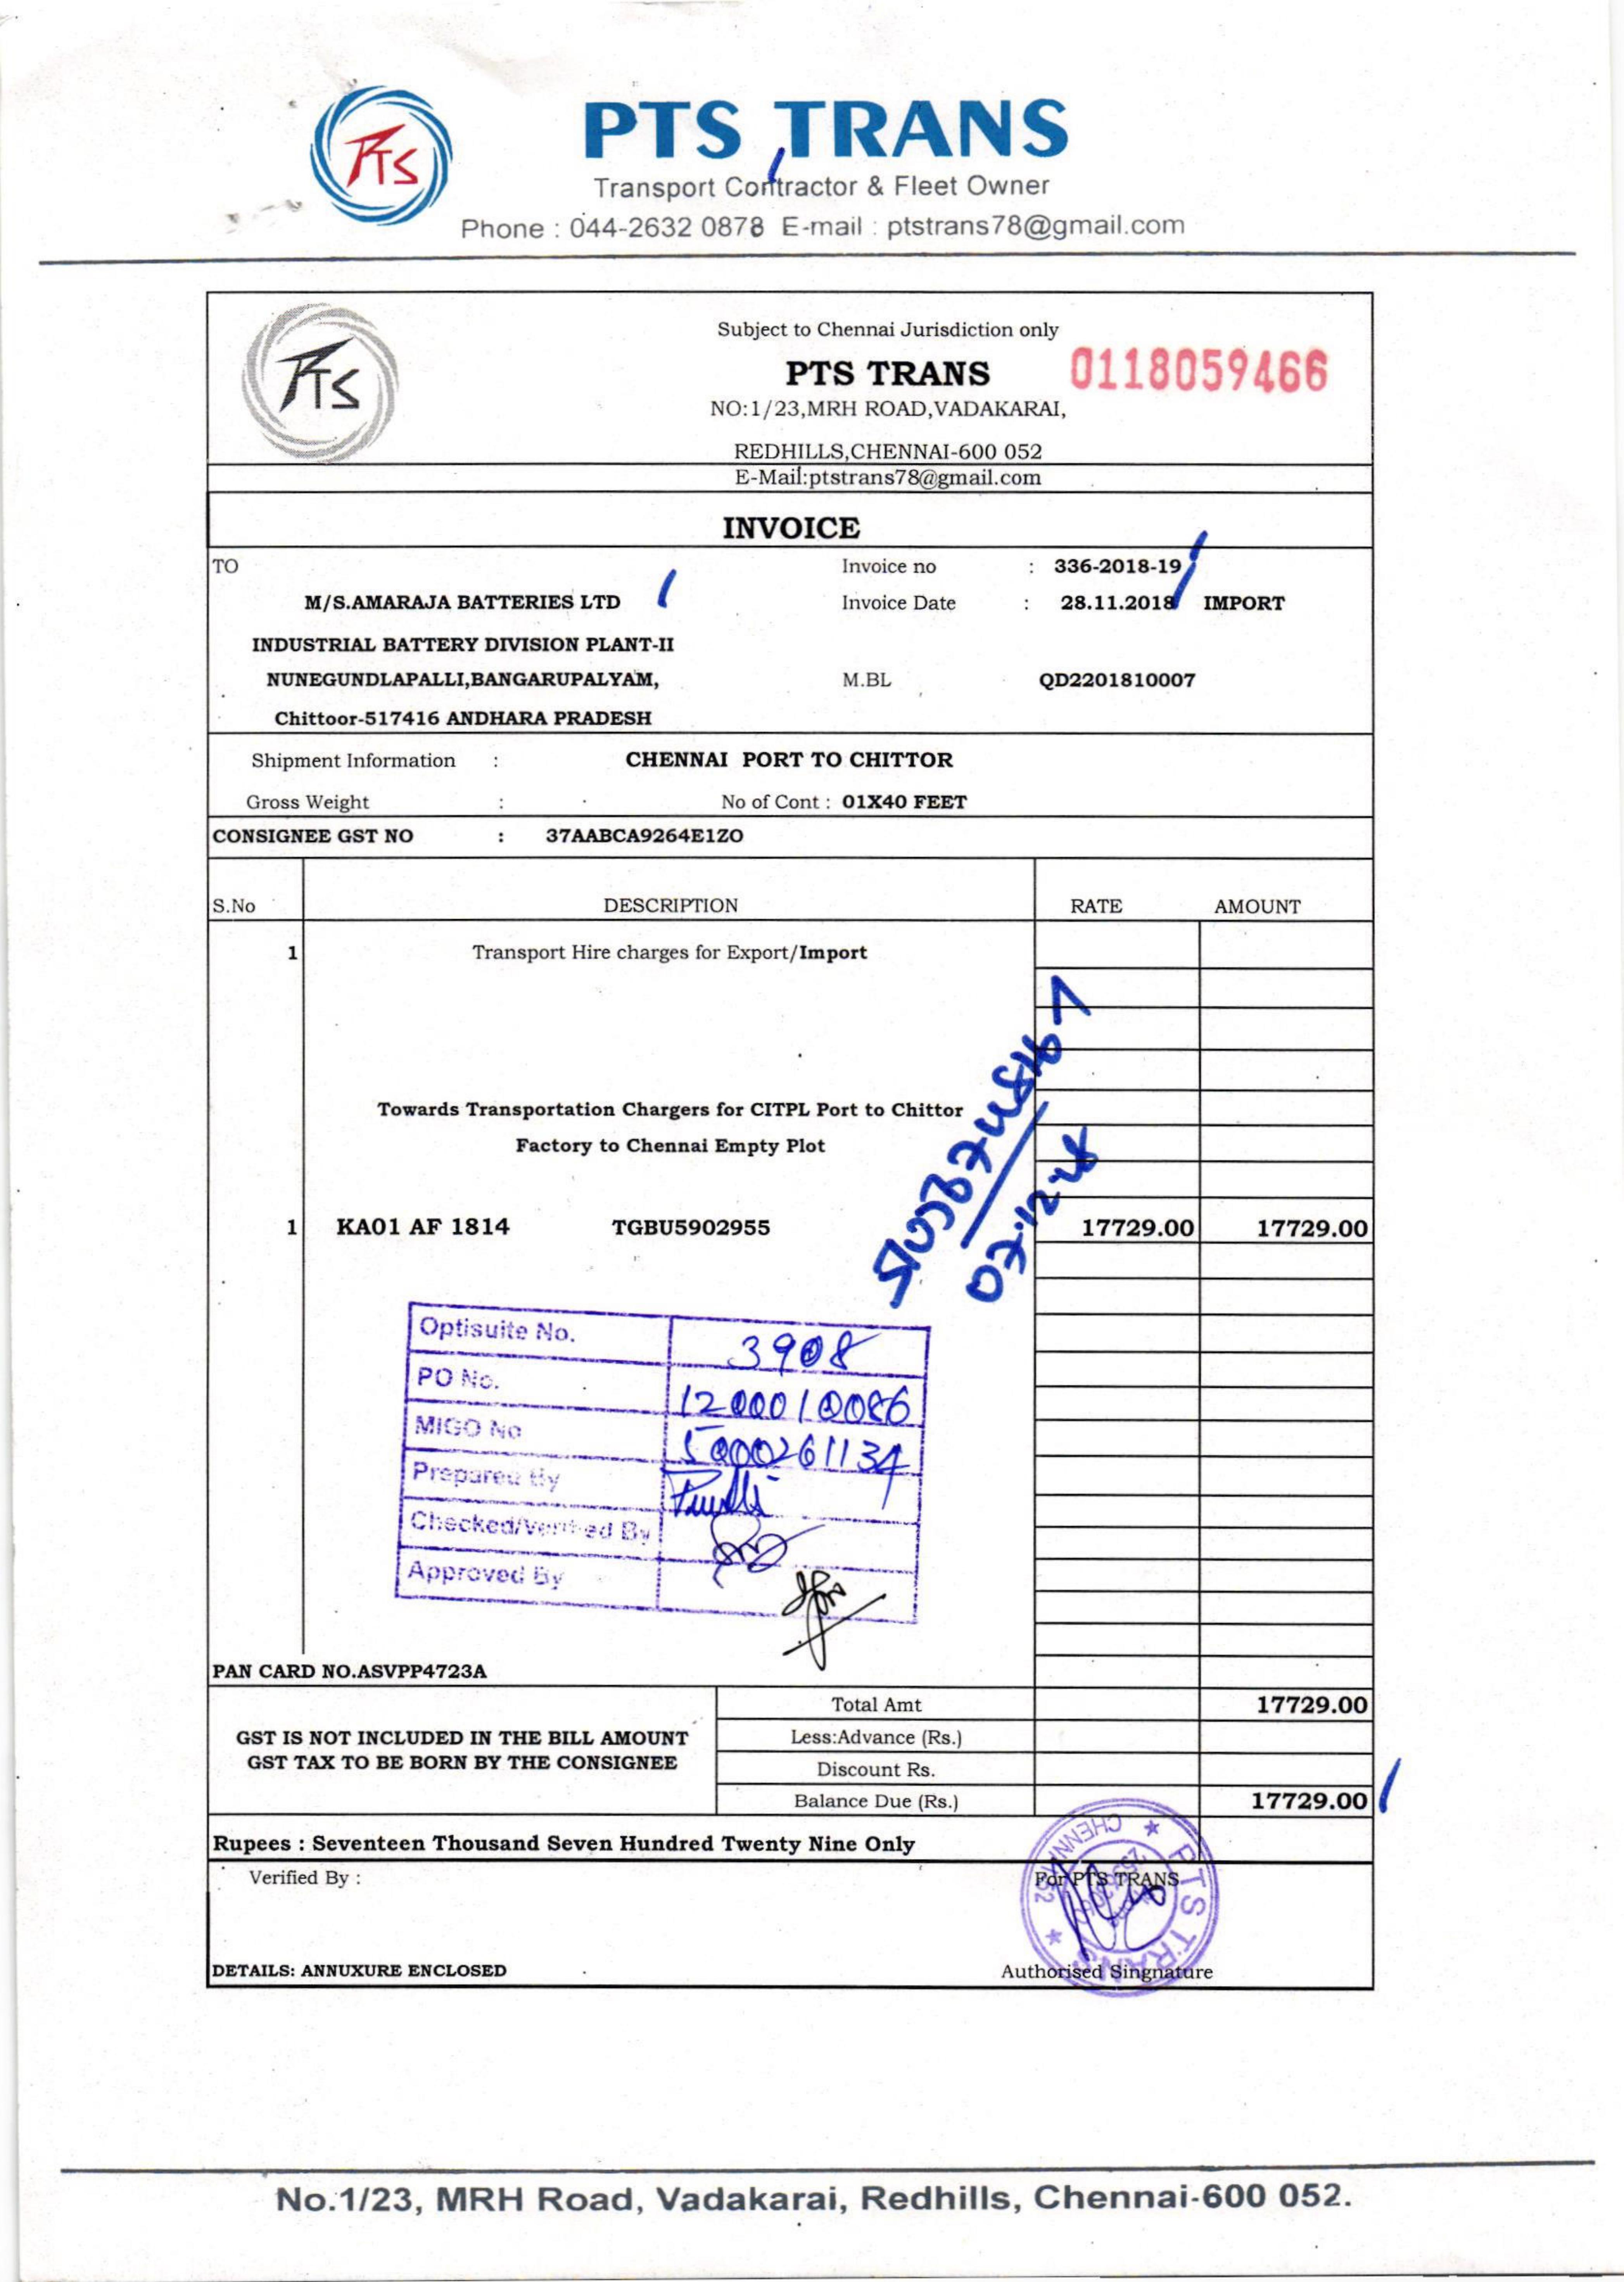 PTS
PTS TRANS
Transport Contractor & Fleet Owner
Phone : 044-2632 0878 E-mail : ptstrans78@gmail.com
PTS
Subject to Chennai Jurisdiction only
PTS TRANS
0118059466
NO:1/23,MRH ROAD,VADAKARAI,
REDHILLS,CHENNAI-600 052
E-Mail:ptstrans78@gmail.com
INVOICE
TO
Invoice no : 336-2018-19
M/S.AMARAJA BATTERIES LTD
Invoice Date : 28.11.2018 IMPORT
INDUSTRIAL BATTERY DIVISION PLANT-II
NUNEGUNDLAPALLI,BANGARUPALYAM,
M.BL QD2201810007
Chittoor-517416 ANDHARA PRADESH
Shipment Information : CHENNAI PORT TO CHITTOR
Gross Weight : No of Cont : 01X40 FEET
CONSIGNEE GST NO : 37AABCA9264E1ZO
S.No DESCRIPTION RATE AMOUNT
1 Transport Hire charges for Export/Import
Towards Transportation Chargers for CITPL Port to Chittor
Factory to Chennai Empty Plot
1 KA01 AF 1814 TGBU5902955 17729.00 17729.00
Optisuite No. 3908
PO No. 1200010086
MIGO No 5000261134
Prepared By
Checked/Verified By
Approved By
PAN CARD NO.ASVPP4723A
Total Amt 17729.00
GST IS NOT INCLUDED IN THE BILL AMOUNT
Less:Advance (Rs.)
GST TAX TO BE BORN BY THE CONSIGNEE
Discount Rs.
Balance Due (Rs.) 17729.00
Rupees : Seventeen Thousand Seven Hundred Twenty Nine Only
Verified By :
For PTS TRANS
PTS TRANS CHENNAI-52
DETAILS: ANNUXURE ENCLOSED
Authorised Singnature
No.1/23, MRH Road, Vadakarai, Redhills, Chennai-600 052.